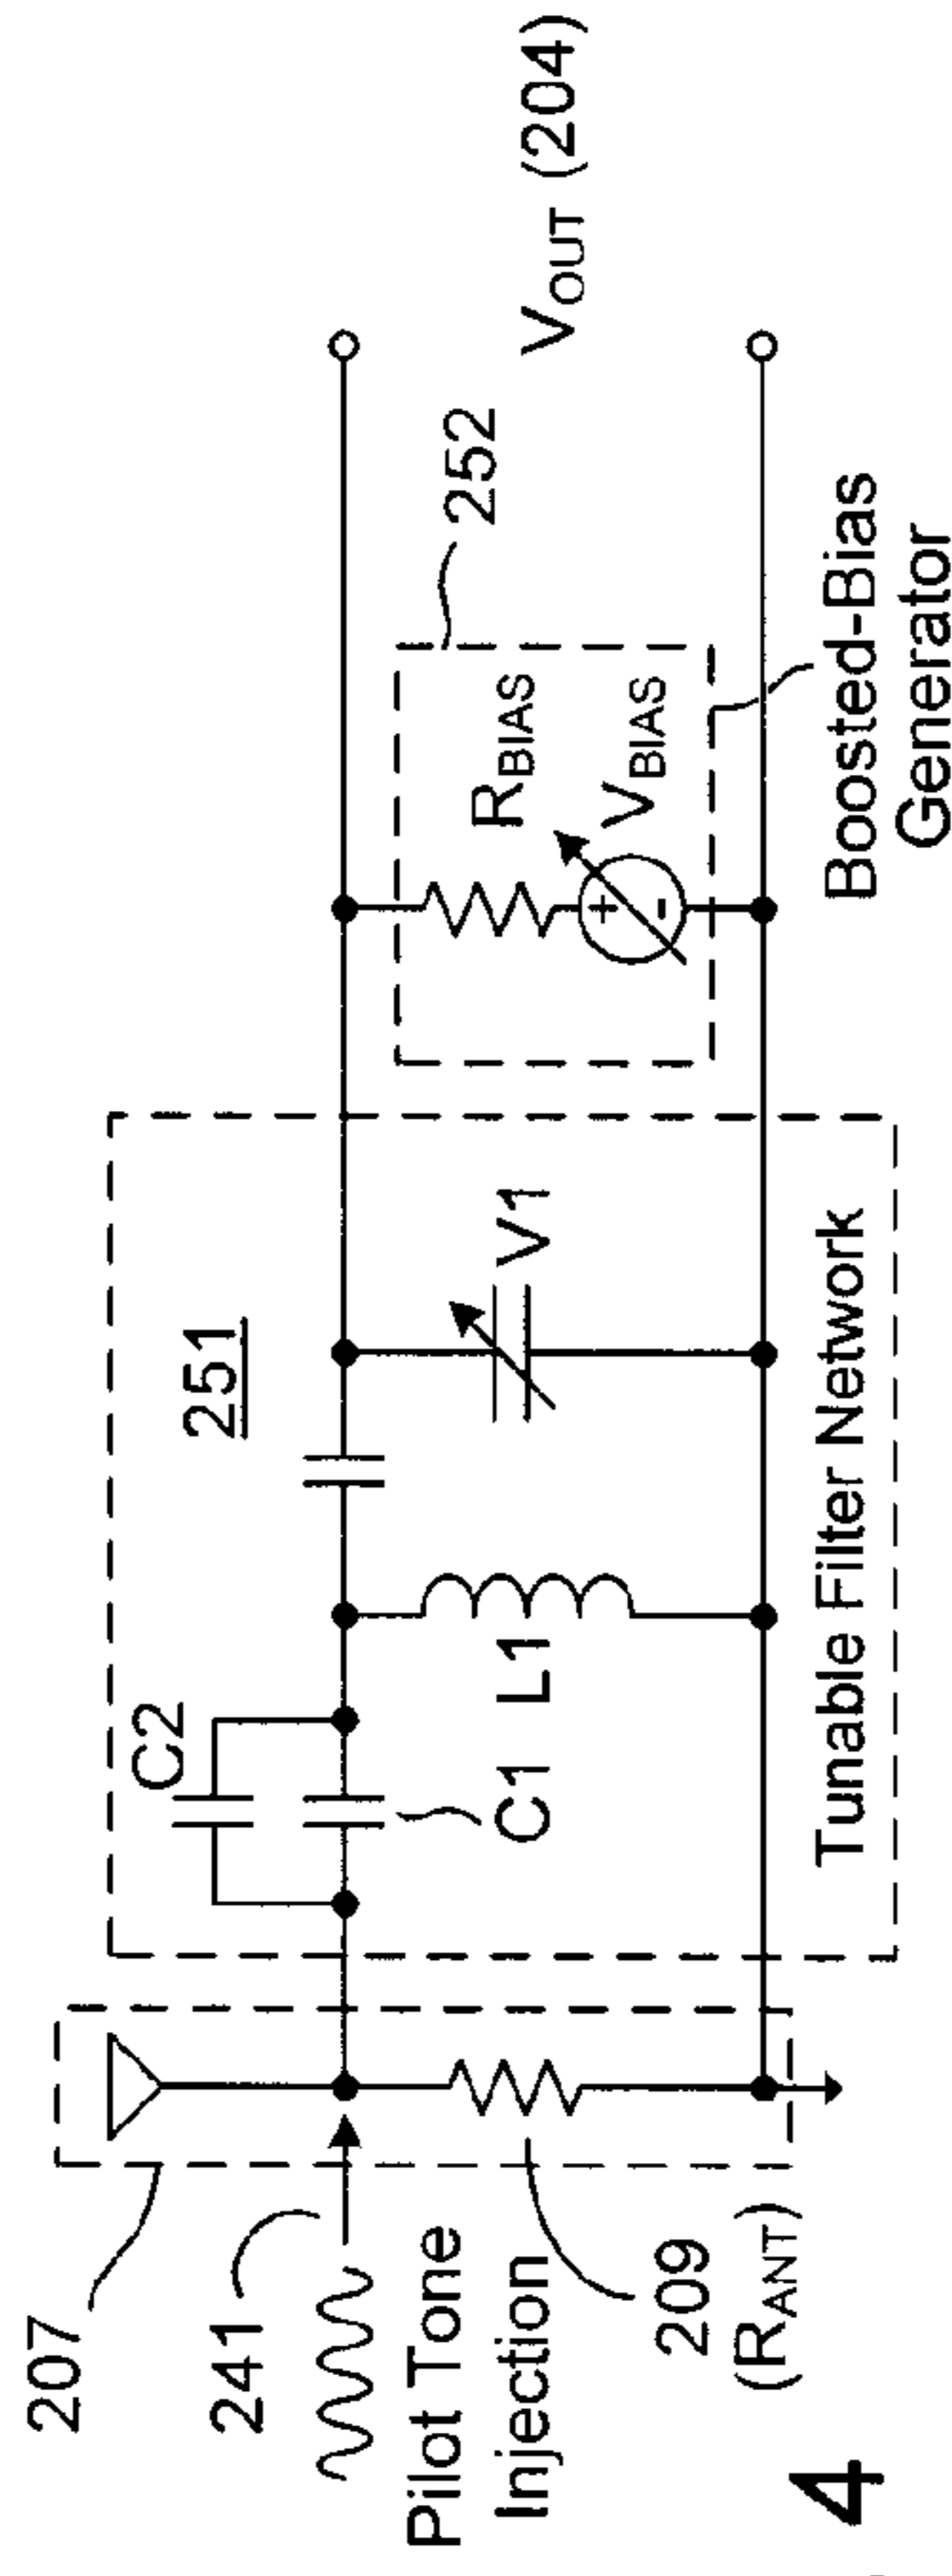 207
241
Pilot Tone
Injection
209
(RANT)
C2
C1
L1
251
V1
Tunable Filter Network
252
RBIAS
VBIAS
+
-
Boosted-Bias
Generator
VOUT (204)
4